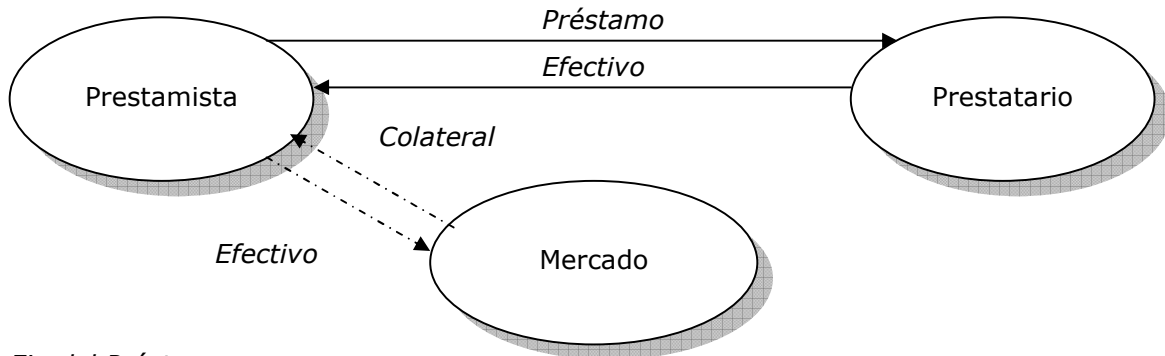 Préstamo
Efectivo
Prestamista
Prestatario
Colateral
Efectivo
Mercado